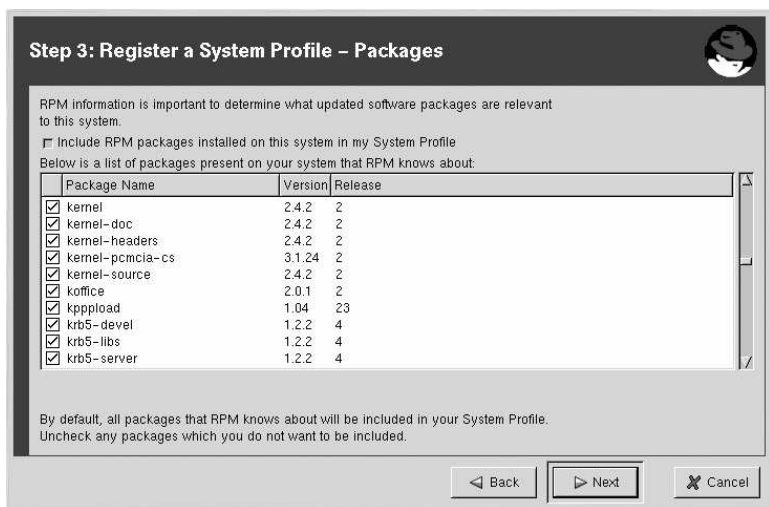 Step 3: Register a System Profile – Packages
RPM information is important to determine what updated software packages are relevant
to this system.
Include RPM packages installed on this system in my System Profile
Below is a list of packages present on your system that RPM knows about:
Package Name Version Release
kernel 2.4.2 2
kernel-doc 2.4.2 2
kernel-headers 2.4.2 2
kernel-pcmcia-cs 3.1.24 2
kernel-source 2.4.2 2
koffice 2.0.1 2
kpppload 1.04 23
krb5-devel 1.2.2 4
krb5-libs 1.2.2 4
krb5-server 1.2.2 4
By default, all packages that RPM knows about will be included in your System Profile.
Uncheck any packages which you do not want to be included.
Back Next Cancel